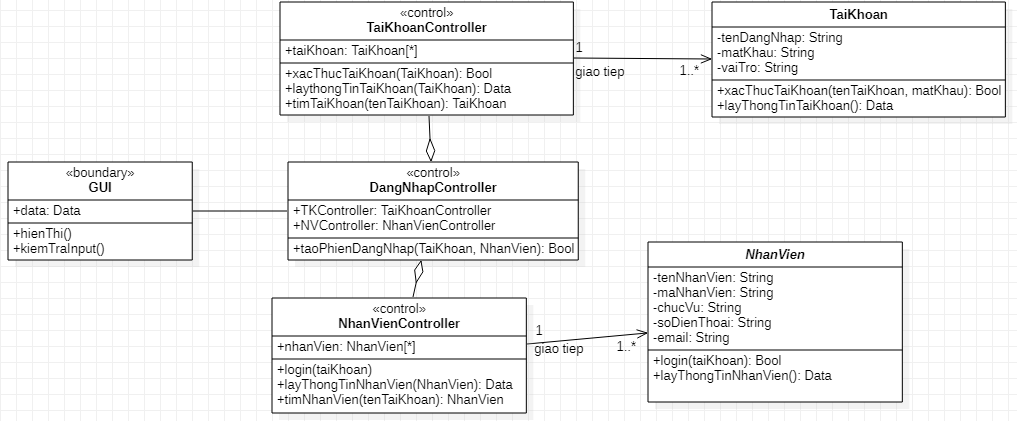 «control»
TaiKhoanController
+taiKhoan: TaiKhoan[*]
+xacThucTaiKhoan(TaiKhoan): Bool
+laythongTinTaiKhoan(TaiKhoan): Data
+timTaiKhoan(tenTaiKhoan): TaiKhoan
1
giao tiep
1..*
TaiKhoan
-tenDangNhap: String
-matKhau: String
-vaiTro: String
+xacThucTaiKhoan(tenTaiKhoan, matKhau): Bool
+layThongTinTaiKhoan(): Data
«boundary»
GUI
+data: Data
+hienThi()
+kiemTraInput()
«control»
DangNhapController
+TKController: TaiKhoanController
+NVController: NhanVienController
+taoPhienDangNhap(TaiKhoan, NhanVien): Bool
«control»
NhanVienController
+nhanVien: NhanVien[*]
+login(taiKhoan)
+layThongTinNhanVien(NhanVien): Data
+timNhanVien(tenTaiKhoan): NhanVien
1
giao tiep
1..*
NhanVien
-tenNhanVien: String
-maNhanVien: String
-chucVu: String
-soDienThoai: String
-email: String
+login(taiKhoan): Bool
+layThongTinNhanVien(): Data